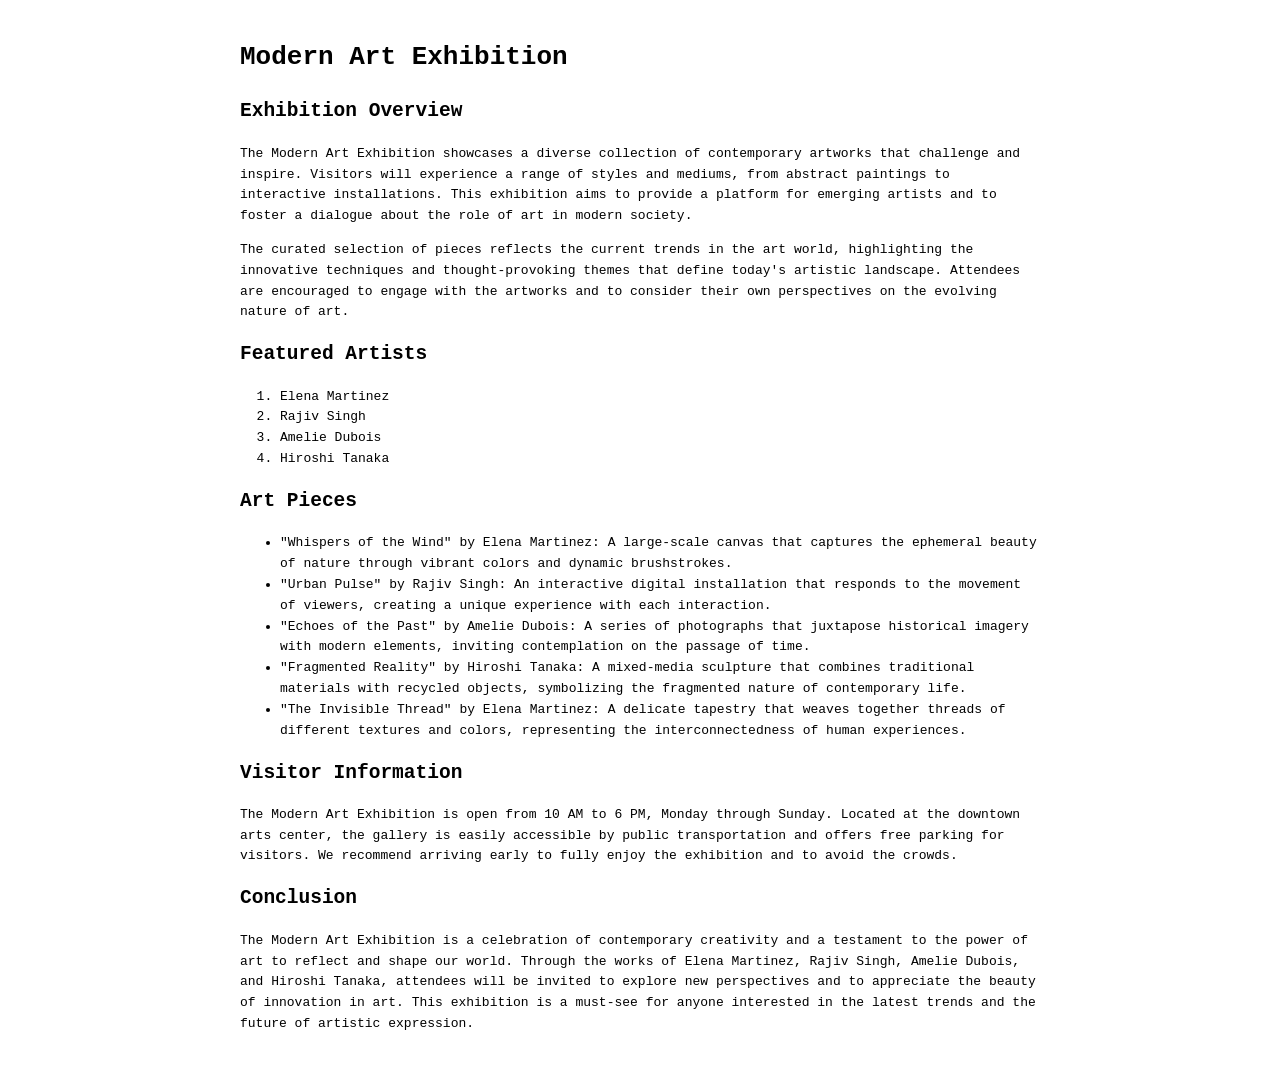 Modern Art Exhibition
Exhibition Overview
The Modern Art Exhibition showcases a diverse collection of contemporary artworks that challenge and
inspire. Visitors will experience a range of styles and mediums, from abstract paintings to
interactive installations. This exhibition aims to provide a platform for emerging artists and to
foster a dialogue about the role of art in modern society.
The curated selection of pieces reflects the current trends in the art world, highlighting the
innovative techniques and thought-provoking themes that define today's artistic landscape. Attendees
are encouraged to engage with the artworks and to consider their own perspectives on the evolving
nature of art.
Featured Artists
1. Elena Martinez
2. Rajiv Singh
3. Amelie Dubois
4. Hiroshi Tanaka
Art Pieces
• "Whispers of the Wind" by Elena Martinez: A large-scale canvas that captures the ephemeral beauty
of nature through vibrant colors and dynamic brushstrokes.
• "Urban Pulse" by Rajiv Singh: An interactive digital installation that responds to the movement
of viewers, creating a unique experience with each interaction.
• "Echoes of the Past" by Amelie Dubois: A series of photographs that juxtapose historical imagery
with modern elements, inviting contemplation on the passage of time.
• "Fragmented Reality" by Hiroshi Tanaka: A mixed-media sculpture that combines traditional
materials with recycled objects, symbolizing the fragmented nature of contemporary life.
• "The Invisible Thread" by Elena Martinez: A delicate tapestry that weaves together threads of
different textures and colors, representing the interconnectedness of human experiences.
Visitor Information
The Modern Art Exhibition is open from 10 AM to 6 PM, Monday through Sunday. Located at the downtown
arts center, the gallery is easily accessible by public transportation and offers free parking for
visitors. We recommend arriving early to fully enjoy the exhibition and to avoid the crowds.
Conclusion
The Modern Art Exhibition is a celebration of contemporary creativity and a testament to the power of
art to reflect and shape our world. Through the works of Elena Martinez, Rajiv Singh, Amelie Dubois,
and Hiroshi Tanaka, attendees will be invited to explore new perspectives and to appreciate the beauty
of innovation in art. This exhibition is a must-see for anyone interested in the latest trends and the
future of artistic expression.